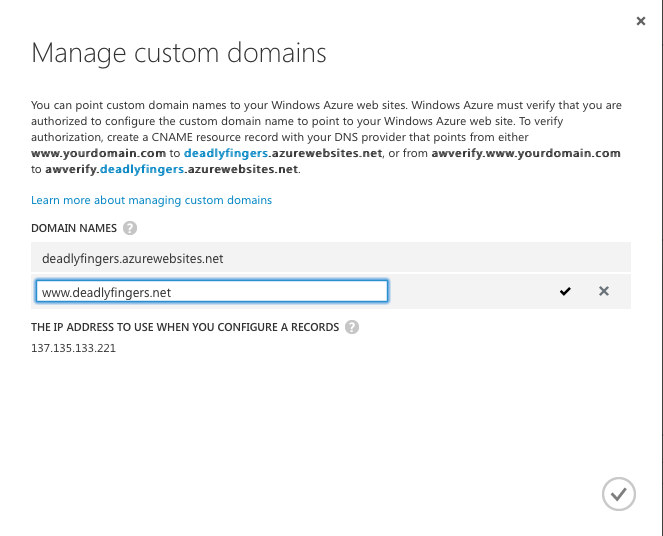 Manage custom domains
You can point custom domain names to your Windows Azure web sites. Windows Azure must verify that you are
authorized to configure the custom domain name to point to your Windows Azure web site. To verify
authorization, create a CNAME resource record with your DNS provider that points from either
www.yourdomain.com to deadlyfingers.azurewebsites.net, or from awverify.www.yourdomain.com
to awverify.deadlyfingers.azurewebsites.net.
Learn more about managing custom domains
DOMAIN NAMES ?
deadlyfingers.azurewebsites.net
www.deadlyfingers.net
THE IP ADDRESS TO USE WHEN YOU CONFIGURE A RECORDS ?
137.135.133.221